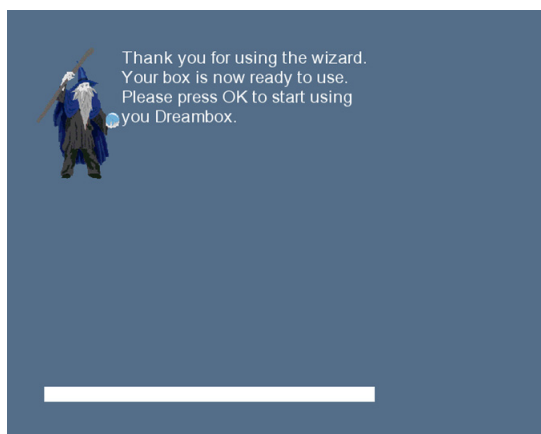 Thank you for using the wizard.
Your box is now ready to use.
Please press OK to start using
you Dreambox.